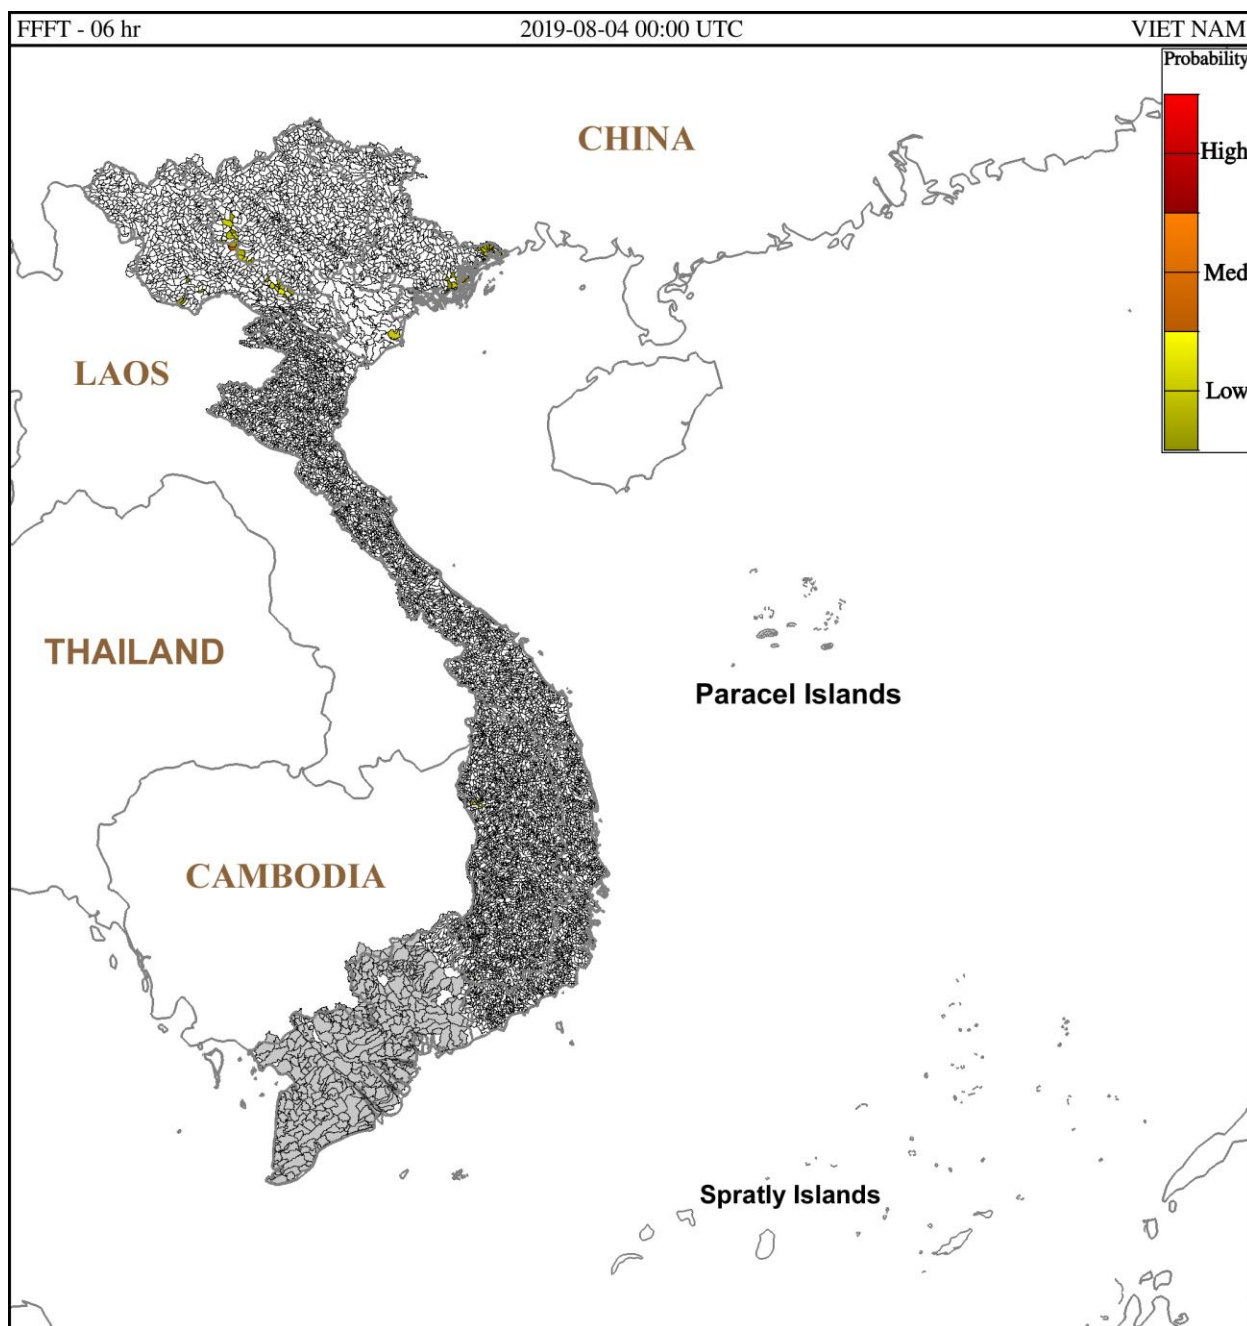 FFFT - 06 hr 2019-08-04 00:00 UTC VIET NAM
Probability
CHINA
High
Med
LAOS
Low
THAILAND
Paracel Islands
CAMBODIA
Spratly Islands